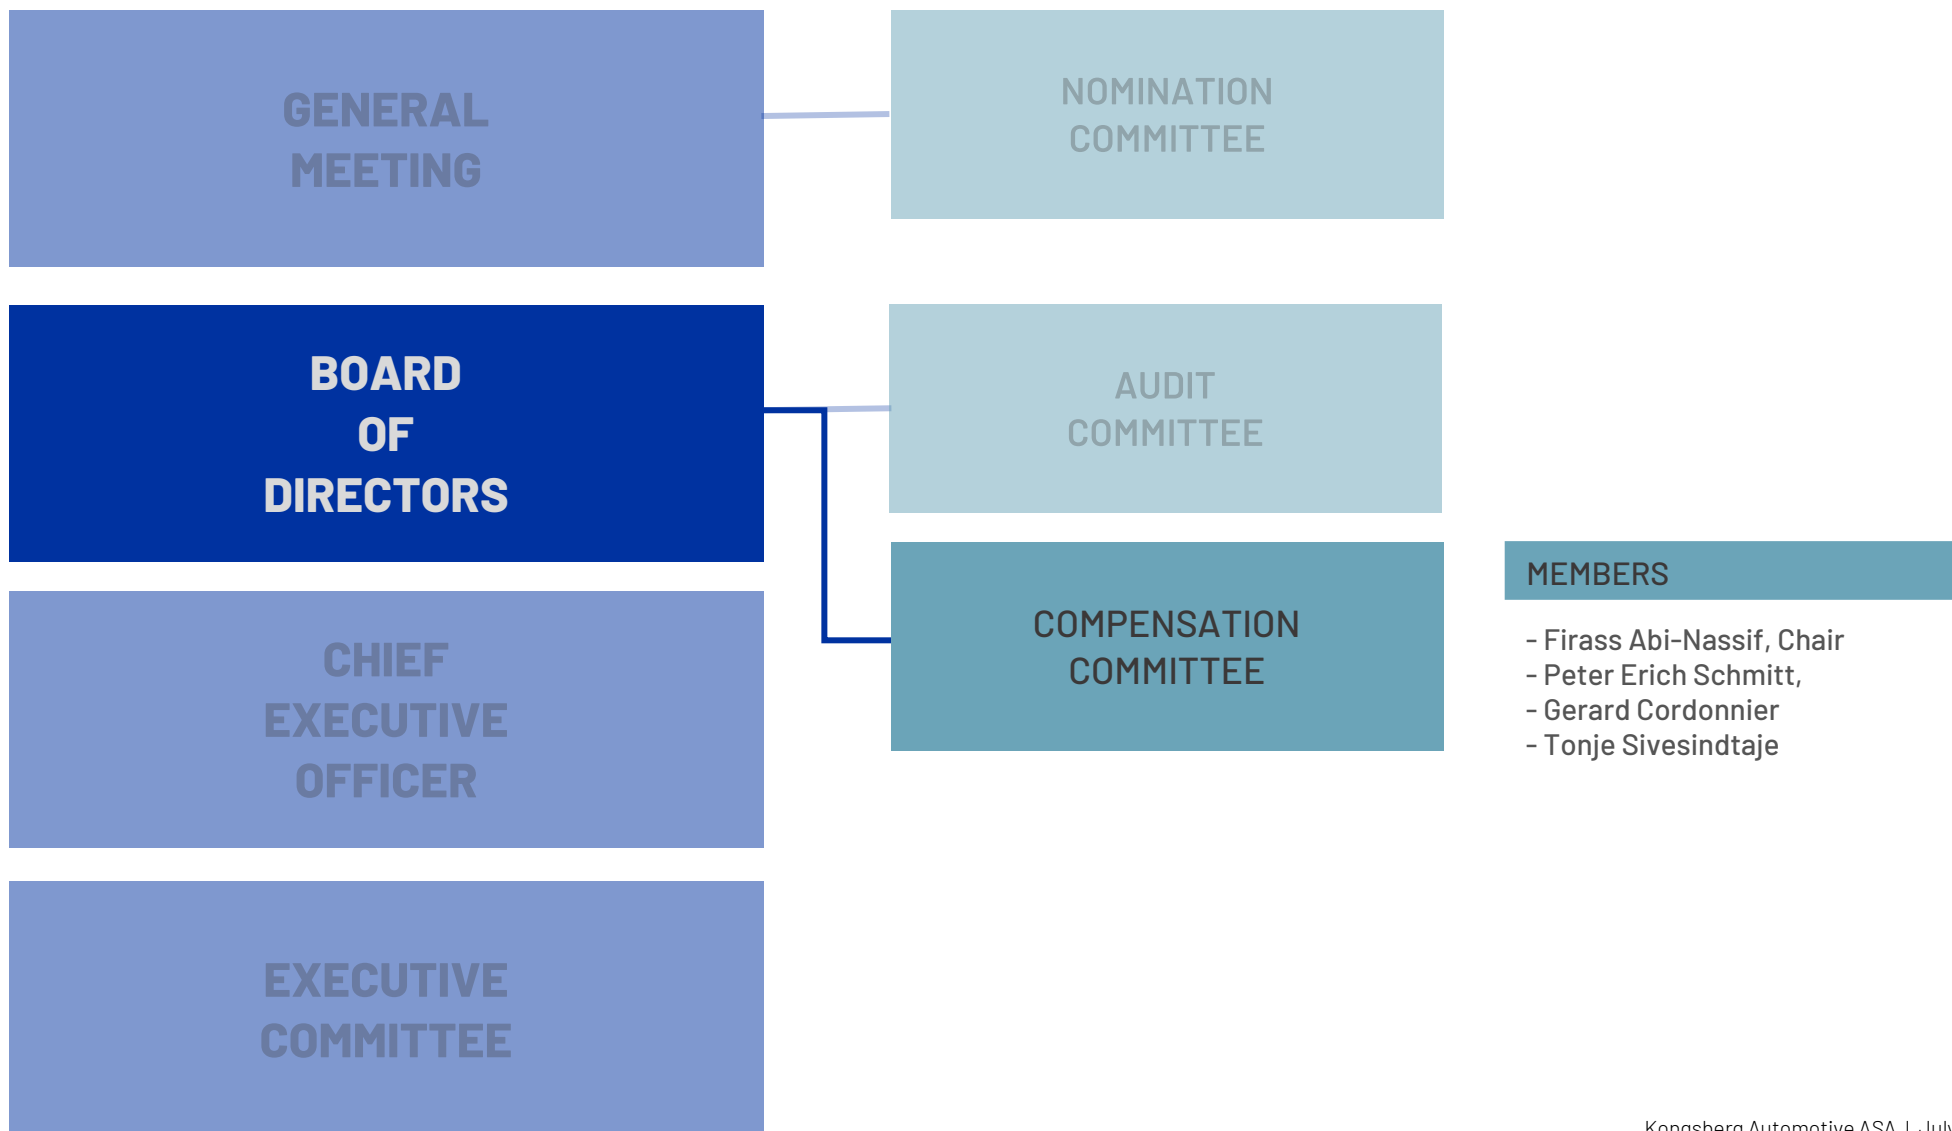 GENERAL
MEETING
NOMINATION
COMMITTEE
BOARD
OF
DIRECTORS
AUDIT
COMMITTEE
COMPENSATION
COMMITTEE
MEMBERS
- Firass Abi-Nassif, Chair
- Peter Erich Schmitt,
- Gerard Cordonnier
- Tonje Sivesindtaje
CHIEF
EXECUTIVE
OFFICER
EXECUTIVE
COMMITTEE
Kongsberg Automotive ASA | July